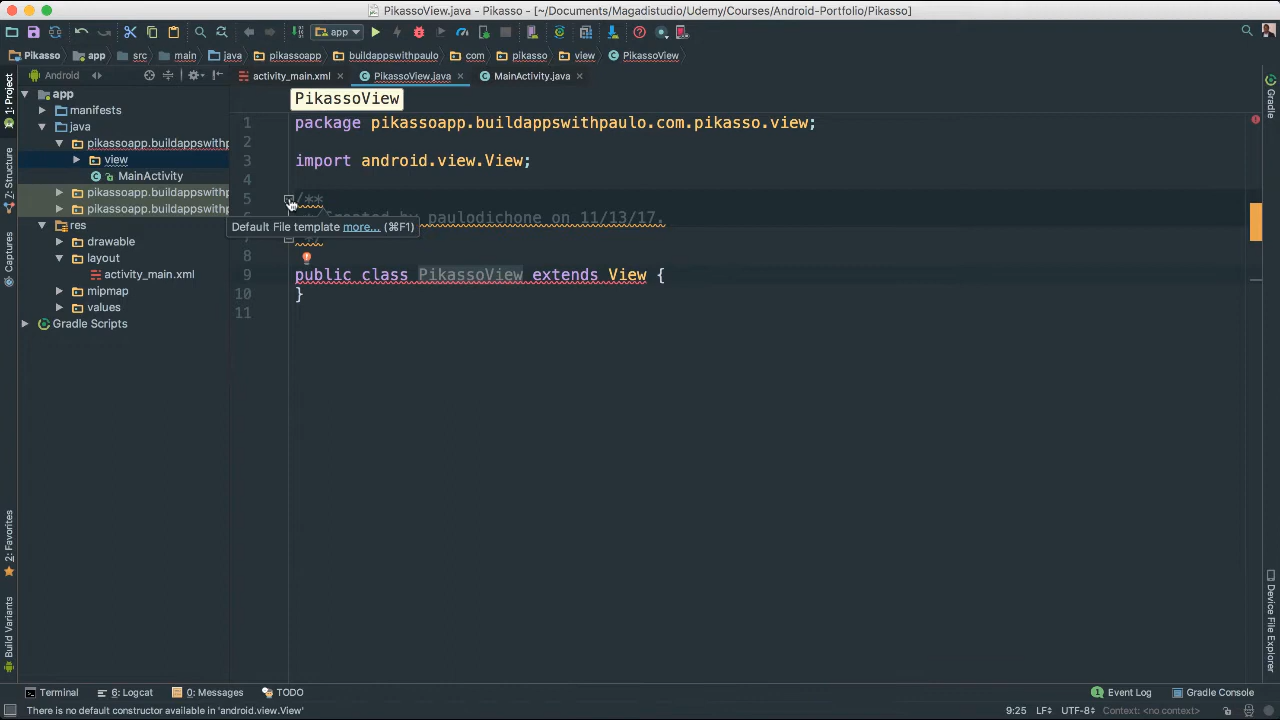 PikassoView.java - Pikasso - [~/Documents/Magadistudio/Udemy/Courses/Android-Portfolio/Pikasso]
app
Pikasso app src main java pikassoapp buildappswithpaulo com pikasso view PikassoView
Android
activity_main.xml PikassoView.java MainActivity.java
PikassoView
1: Project
Z: Structure
Captures
2: Favorites
Build Variants
app
manifests
java
pikassoapp.buildappswithp
view
MainActivity
pikassoapp.buildappswithp
pikassoapp.buildappswithp
res
drawable
layout
activity_main.xml
mipmap
values
Gradle Scripts
1 package pikassoapp.buildappswithpaulo.com.pikasso.view;
2
3 import android.view.View;
4
5 /**
by paulodichone on 11/13/17.
Default File template more... (⌘F1)
*/
8
9 public class PikassoView extends View {
10 }
11
Gradle
Device File Explorer
Terminal 6: Logcat 0: Messages TODO Event Log Gradle Console
There is no default constructor available in 'android.view.View' 9:25 LF÷ UTF-8÷ Context: <no context>